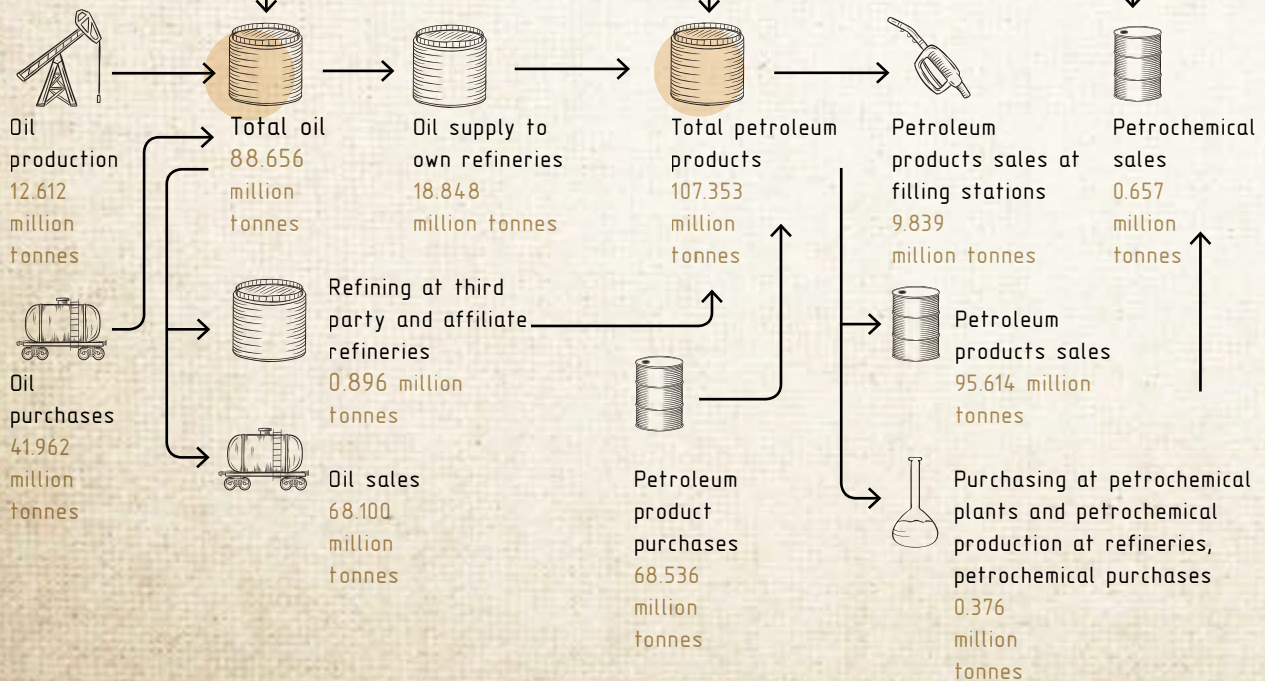 Oil
production
12.612
million
tonnes
Total oil
88.656
million
tonnes
Oil supply to
own refineries
18.848
million tonnes
Total petroleum
products
107.353
million
tonnes
Petroleum
products sales at
filling stations
9.839
million tonnes
Petrochemical
sales
0.657
million
tonnes
Oil
purchases
41.962
million
tonnes
Refining at third
party and affiliate
refineries
0.896 million
tonnes
Oil sales
68.100
million
tonnes
Petroleum
product
purchases
68.536
million
tonnes
Petroleum
products sales
95.614 million
tonnes
Purchasing at petrochemical
plants and petrochemical
production at refineries,
petrochemical purchases
0.376
million
tonnes